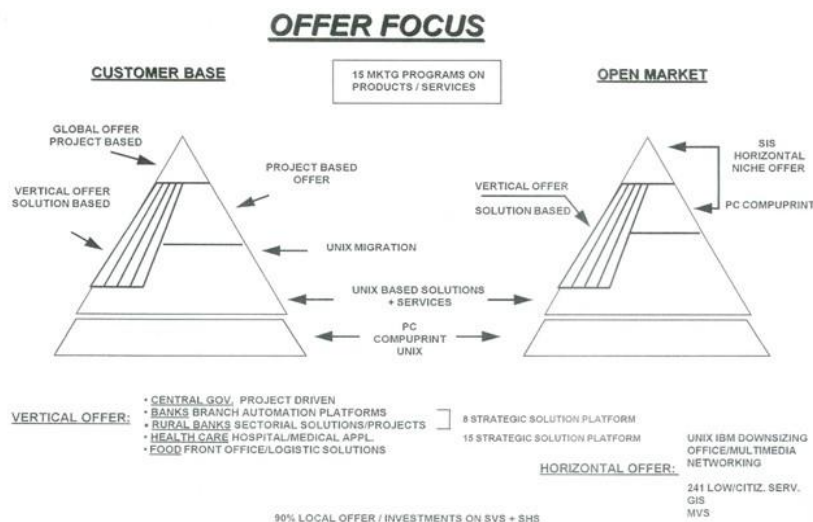 OFFER FOCUS
CUSTOMER BASE
15 MKTG PROGRAMS ON
PRODUCTS / SERVICES
OPEN MARKET
GLOBAL OFFER
PROJECT BASED
VERTICAL OFFER
SOLUTION BASED
PROJECT BASED
OFFER
UNIX MIGRATION
UNIX BASED SOLUTIONS
+ SERVICES
PC
COMPUPRINT
UNIX
VERTICAL OFFER
SOLUTION BASED
SIS
HORIZONTAL
NICHE OFFER
PC COMPUPRINT
VERTICAL OFFER:
• CENTRAL GOV. PROJECT DRIVEN
• BANKS BRANCH AUTOMATION PLATFORMS
• RURAL BANKS SECTORIAL SOLUTIONS/PROJECTS
• HEALTH CARE HOSPITAL/MEDICAL APPL.
• FOOD FRONT OFFICE/LOGISTIC SOLUTIONS
8 STRATEGIC SOLUTION PLATFORM
15 STRATEGIC SOLUTION PLATFORM
HORIZONTAL OFFER:
UNIX IBM DOWNSIZING
OFFICE/MULTIMEDIA
NETWORKING
241 LOW/CITIZ. SERV.
GIS
MVS
90% LOCAL OFFER / INVESTMENTS ON SVS + SHS